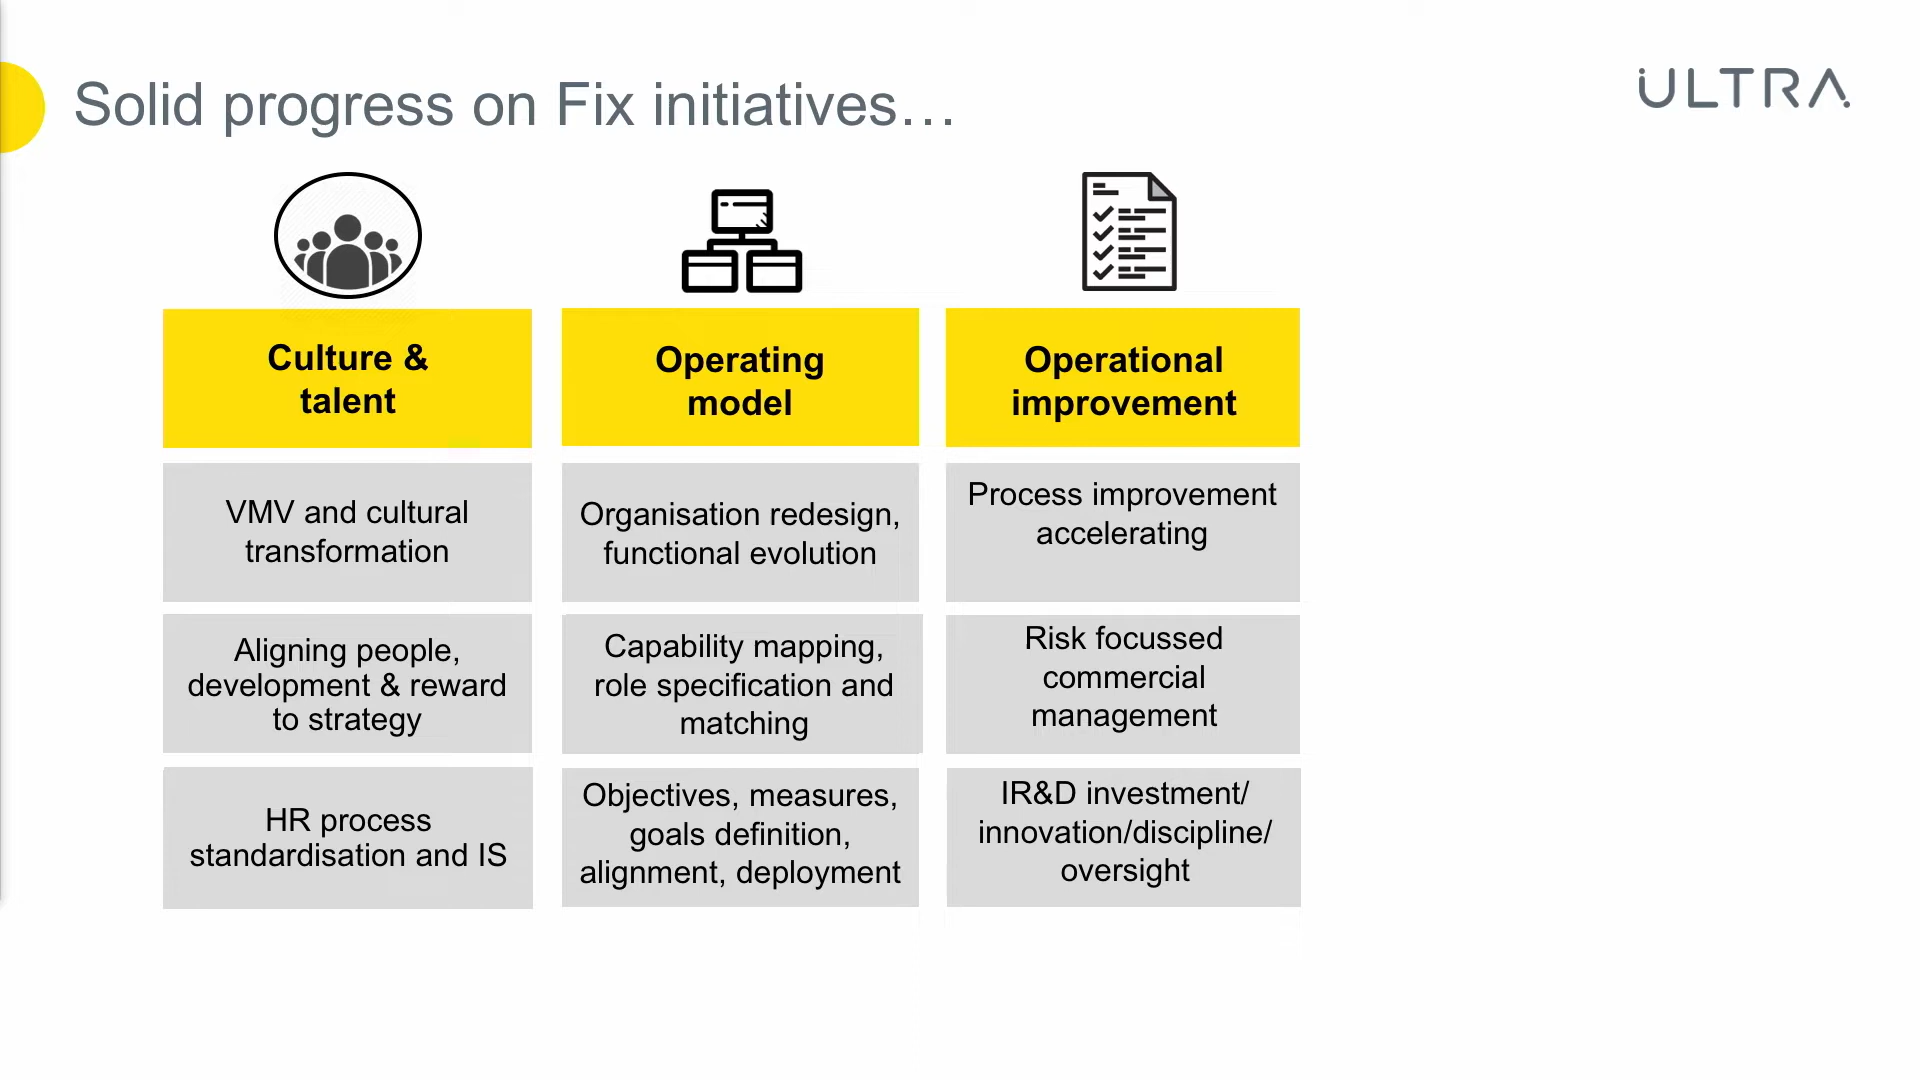 Solid progress on Fix initiatives…
ULTRA
Culture &
talent
VMV and cultural
transformation
Aligning people,
development & reward
to strategy
HR process
standardisation and IS
Operating
model
Organisation redesign,
functional evolution
Capability mapping,
role specification and
matching
Objectives, measures,
goals definition,
alignment, deployment
Operational
improvement
Process improvement
accelerating
Risk focussed
commercial
management
IR&D investment/
innovation/discipline/
oversight